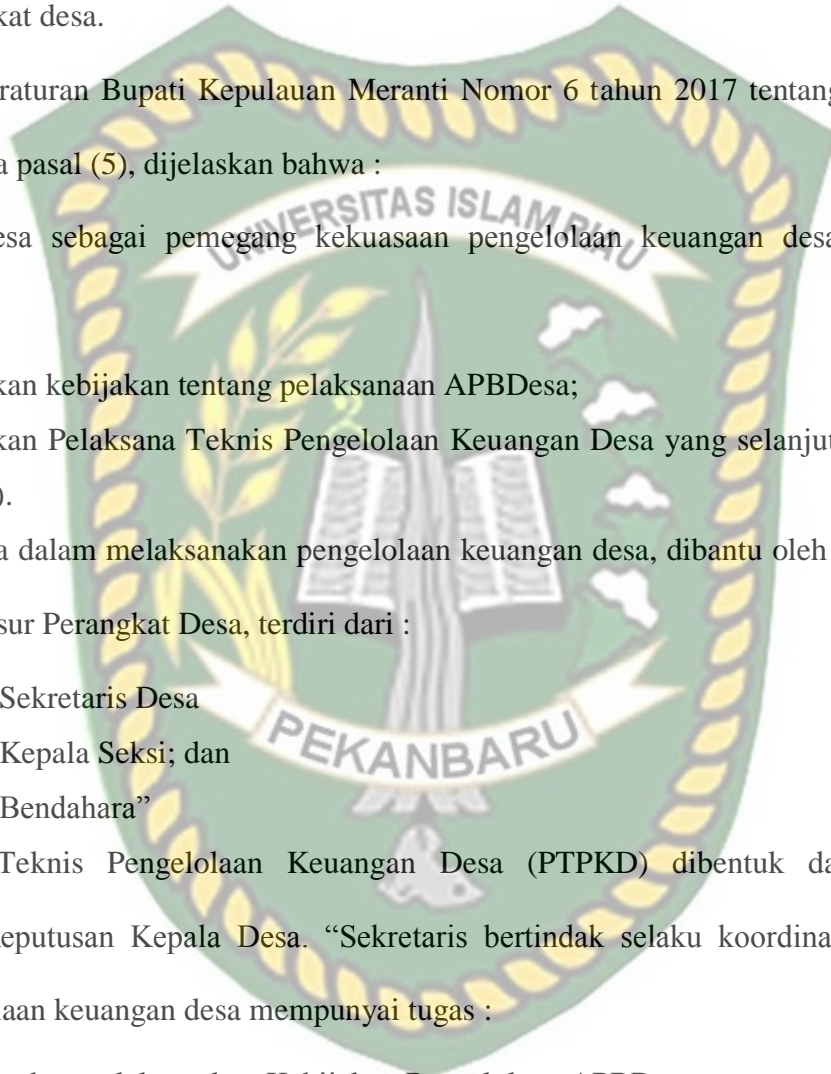 kat desa.
raturan Bupati Kepulauan Meranti Nomor 6 tahun 2017 tentang
a pasal (5), dijelaskan bahwa :
UNIVERSITAS ISLAM RIAU
esa sebagai pemegang kekuasaan pengelolaan keuangan desa
kan kebijakan tentang pelaksanaan APBDesa;
kan Pelaksana Teknis Pengelolaan Keuangan Desa yang selanjut
).
a dalam melaksanakan pengelolaan keuangan desa, dibantu oleh
sur Perangkat Desa, terdiri dari :
Sekretaris Desa
PEKANBARU
Kepala Seksi; dan
Bendahara”
Teknis Pengelolaan Keuangan Desa (PTPKD) dibentuk da
eputusan Kepala Desa. “Sekretaris bertindak selaku koordina
laan keuangan desa mempunyai tugas :